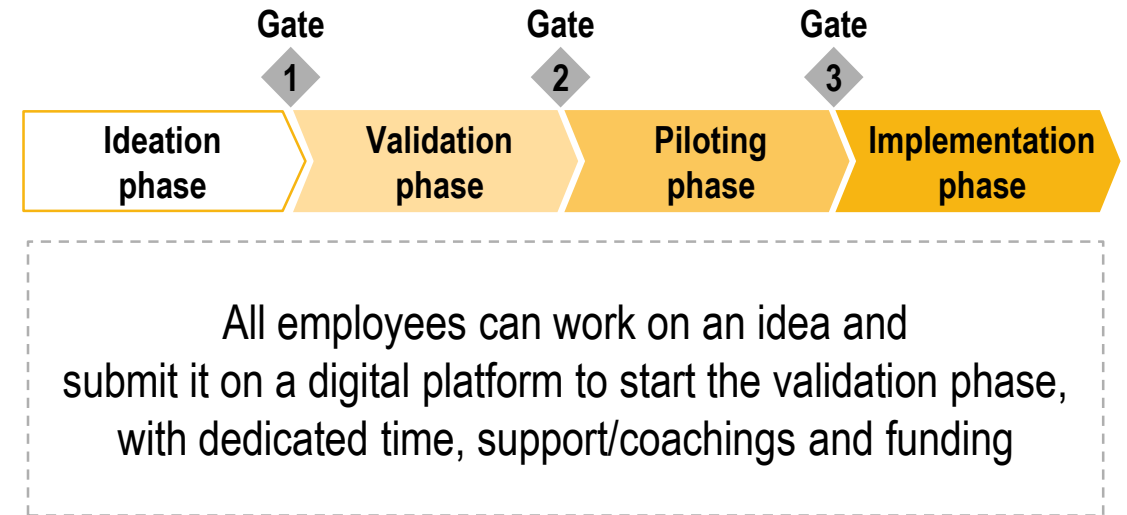 Gate Gate Gate
1 2 3
Ideation Validation Piloting Implementation
phase phase phase phase
All employees can work on an idea and
submit it on a digital platform to start the validation phase,
with dedicated time, support/coachings and funding